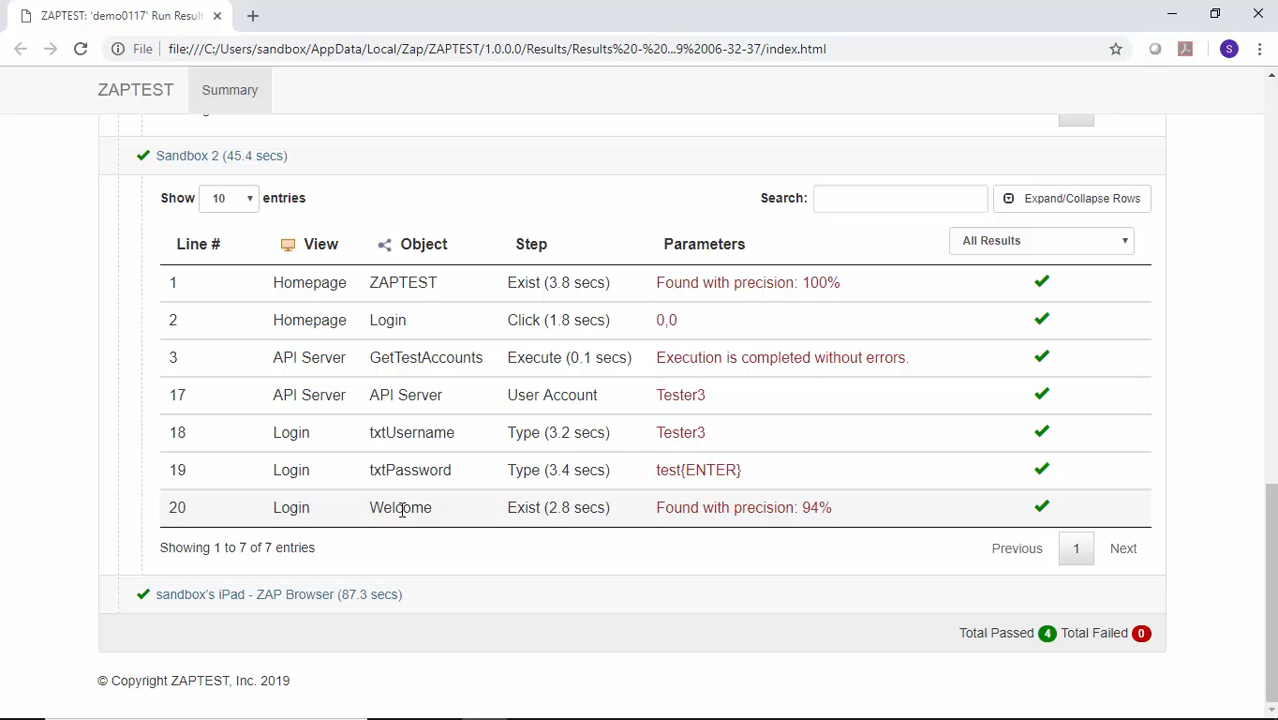 ZAPTEST: 'demo0117' Run Result
File file:///C:/Users/sandbox/AppData/Local/Zap/ZAPTEST/1.0.0.0/Results/Results%20-%20...9%2006-32-37/index.html S
ZAPTEST Summary
Sandbox 2 (45.4 secs)
Show 10 entries Search: Expand/Collapse Rows
Line # View Object Step Parameters All Results
1 Homepage ZAPTEST Exist (3.8 secs) Found with precision: 100%
2 Homepage Login Click (1.8 secs) 0,0
3 API Server GetTestAccounts Execute (0.1 secs) Execution is completed without errors.
17 API Server API Server User Account Tester3
18 Login txtUsername Type (3.2 secs) Tester3
19 Login txtPassword Type (3.4 secs) test{ENTER}
20 Login Welcome Exist (2.8 secs) Found with precision: 94%
Showing 1 to 7 of 7 entries Previous 1 Next
sandbox's iPad - ZAP Browser (87.3 secs)
Total Passed 4 Total Failed 0
© Copyright ZAPTEST, Inc. 2019